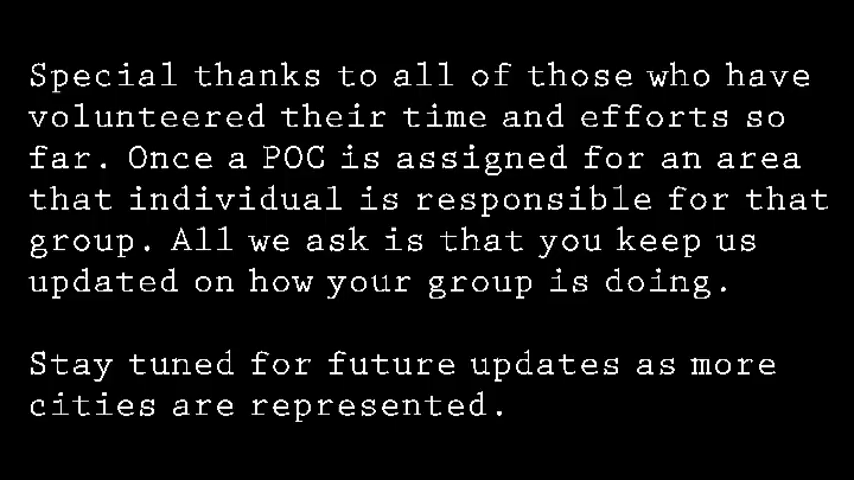 Special thanks to all of those who have
volunteered their time and efforts so
far. Once a POC is assigned for an area
that individual is responsible for that
group. All we ask is that you keep us
updated on how your group is doing.
Stay tuned for future updates as more
cities are represented.